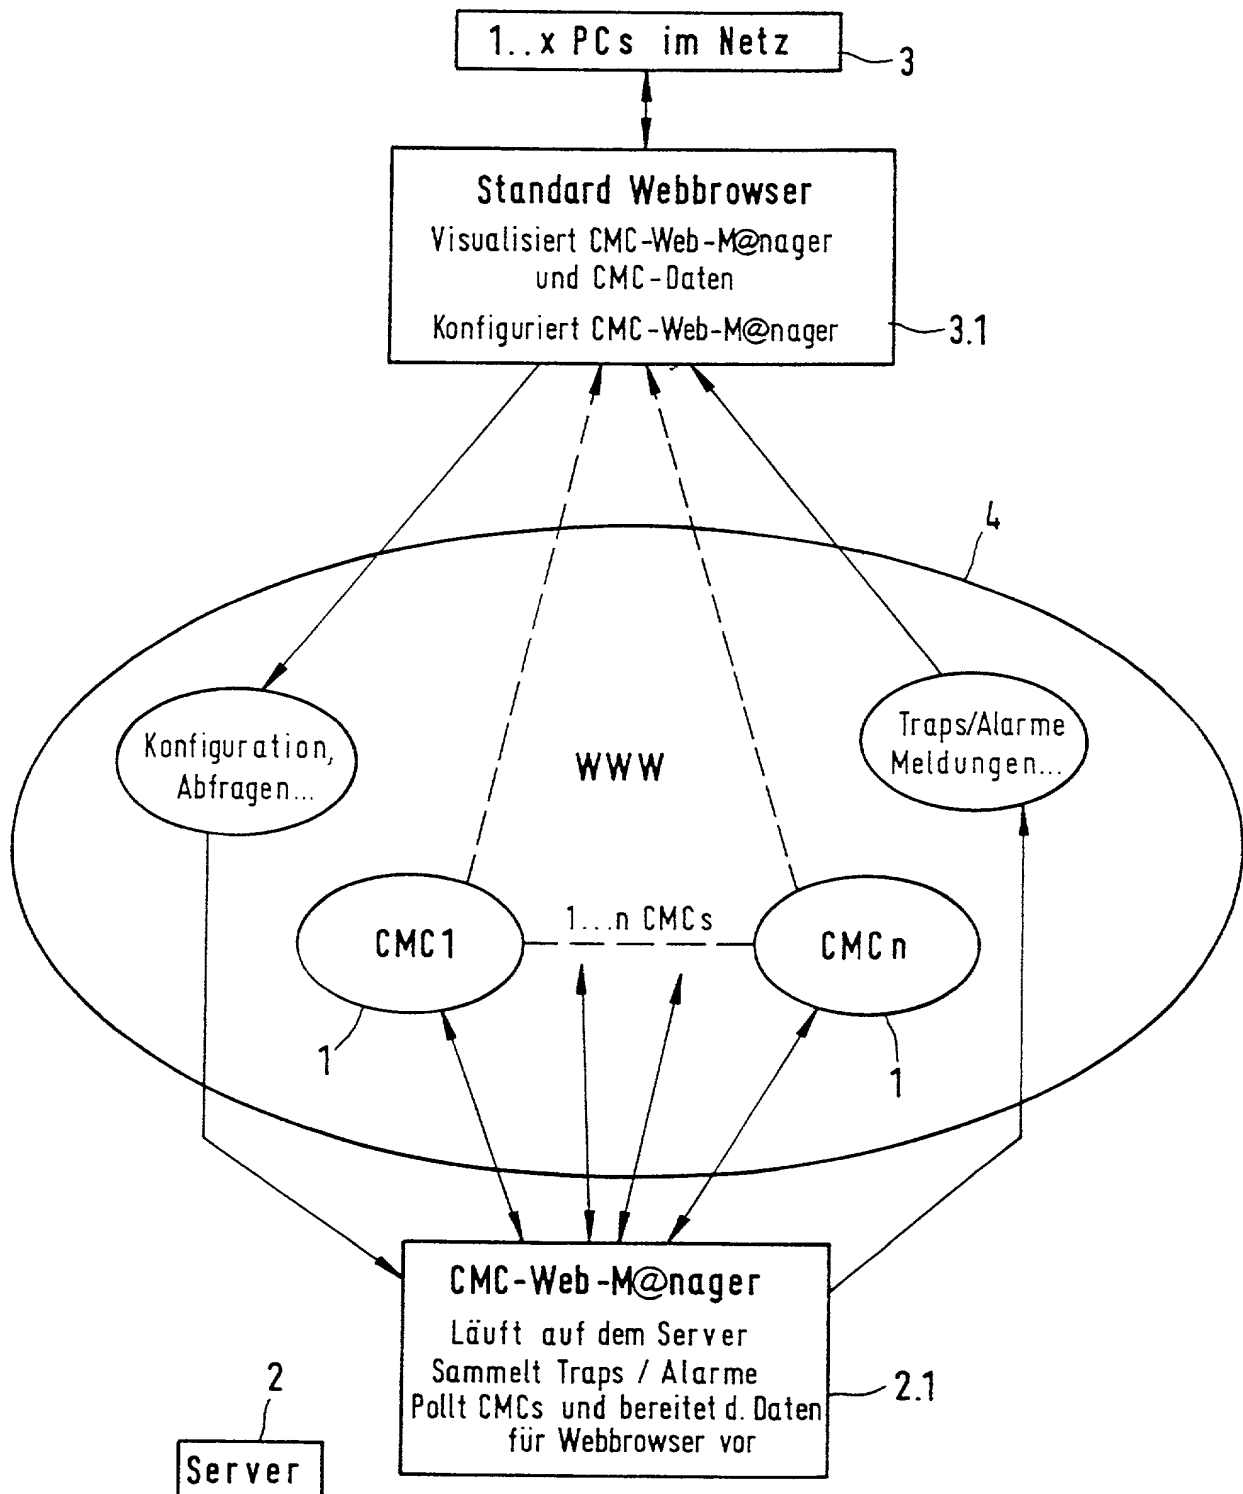 1..x PCs im Netz
3
Standard Webbrowser
Visualisiert CMC-Web-M@nager
und CMC-Daten
Konfiguriert CMC-Web-M@nager
3.1
4
Konfiguration,
Abfragen...
WWW
Traps/Alarme
Meldungen...
1...n CMCs
CMC1
CMCn
1
1
CMC-Web-M@nager
Läuft auf dem Server
Sammelt Traps / Alarme
Pollt CMCs und bereitet d. Daten
für Webbrowser vor
2.1
2
Server